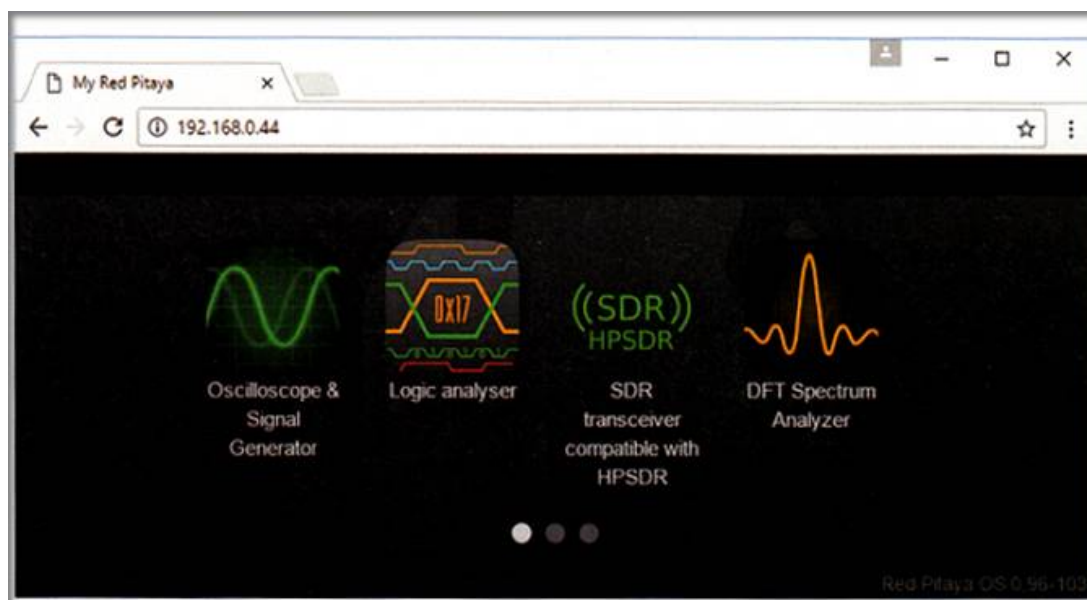 My Red Pitaya
192.168.0.44
0x17
((SDR))
HPSDR
Oscilloscope &
Signal
Generator
Logic analyser
SDR
transceiver
compatible with
HPSDR
DFT Spectrum
Analyzer
Red Pitaya OS 0.96-103